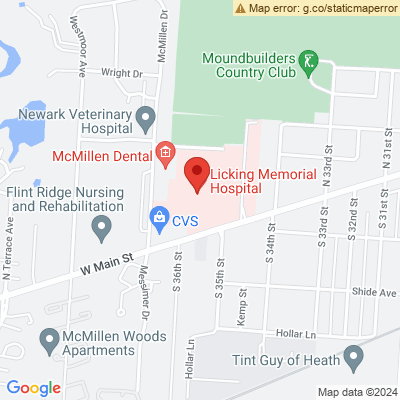 Map error: g.co/staticmaperror
Westmoor Ave
McMillen Dr
Moundbuilders
Country Club
Wright Dr
Newark Veterinary
Hospital
McMillen Dental
N 33rd St
N 31st St
Licking Memorial
Hospital
Flint Ridge Nursing
and Rehabilitation
CVS
N Terrace Ave
W Main St
Messimer Dr
S 36th St
S 35th St
S 34th St
S 33rd St
S 32nd St
S 31st St
Kemp St
Shide Ave
McMillen Woods
Apartments
Hollar Ln
Hollar Ln
Tint Guy of Heath
Google
Map data ©2024